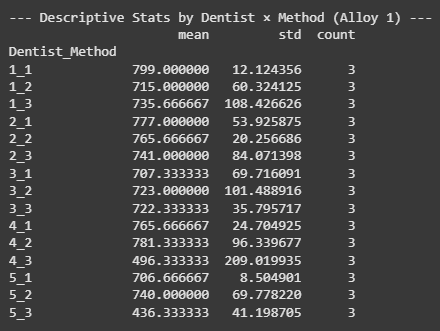 --- Descriptive Stats by Dentist × Method (Alloy 1) ---
mean std count
Dentist_Method
1_1 799.000000 12.124356 3
1_2 715.000000 60.324125 3
1_3 735.666667 108.426626 3
2_1 777.000000 53.925875 3
2_2 765.666667 20.256686 3
2_3 741.000000 84.071398 3
3_1 707.333333 69.716091 3
3_2 723.000000 101.488916 3
3_3 722.333333 35.795717 3
4_1 765.666667 24.704925 3
4_2 781.333333 96.339677 3
4_3 496.333333 209.019935 3
5_1 706.666667 8.504901 3
5_2 740.000000 69.778220 3
5_3 436.333333 41.198705 3